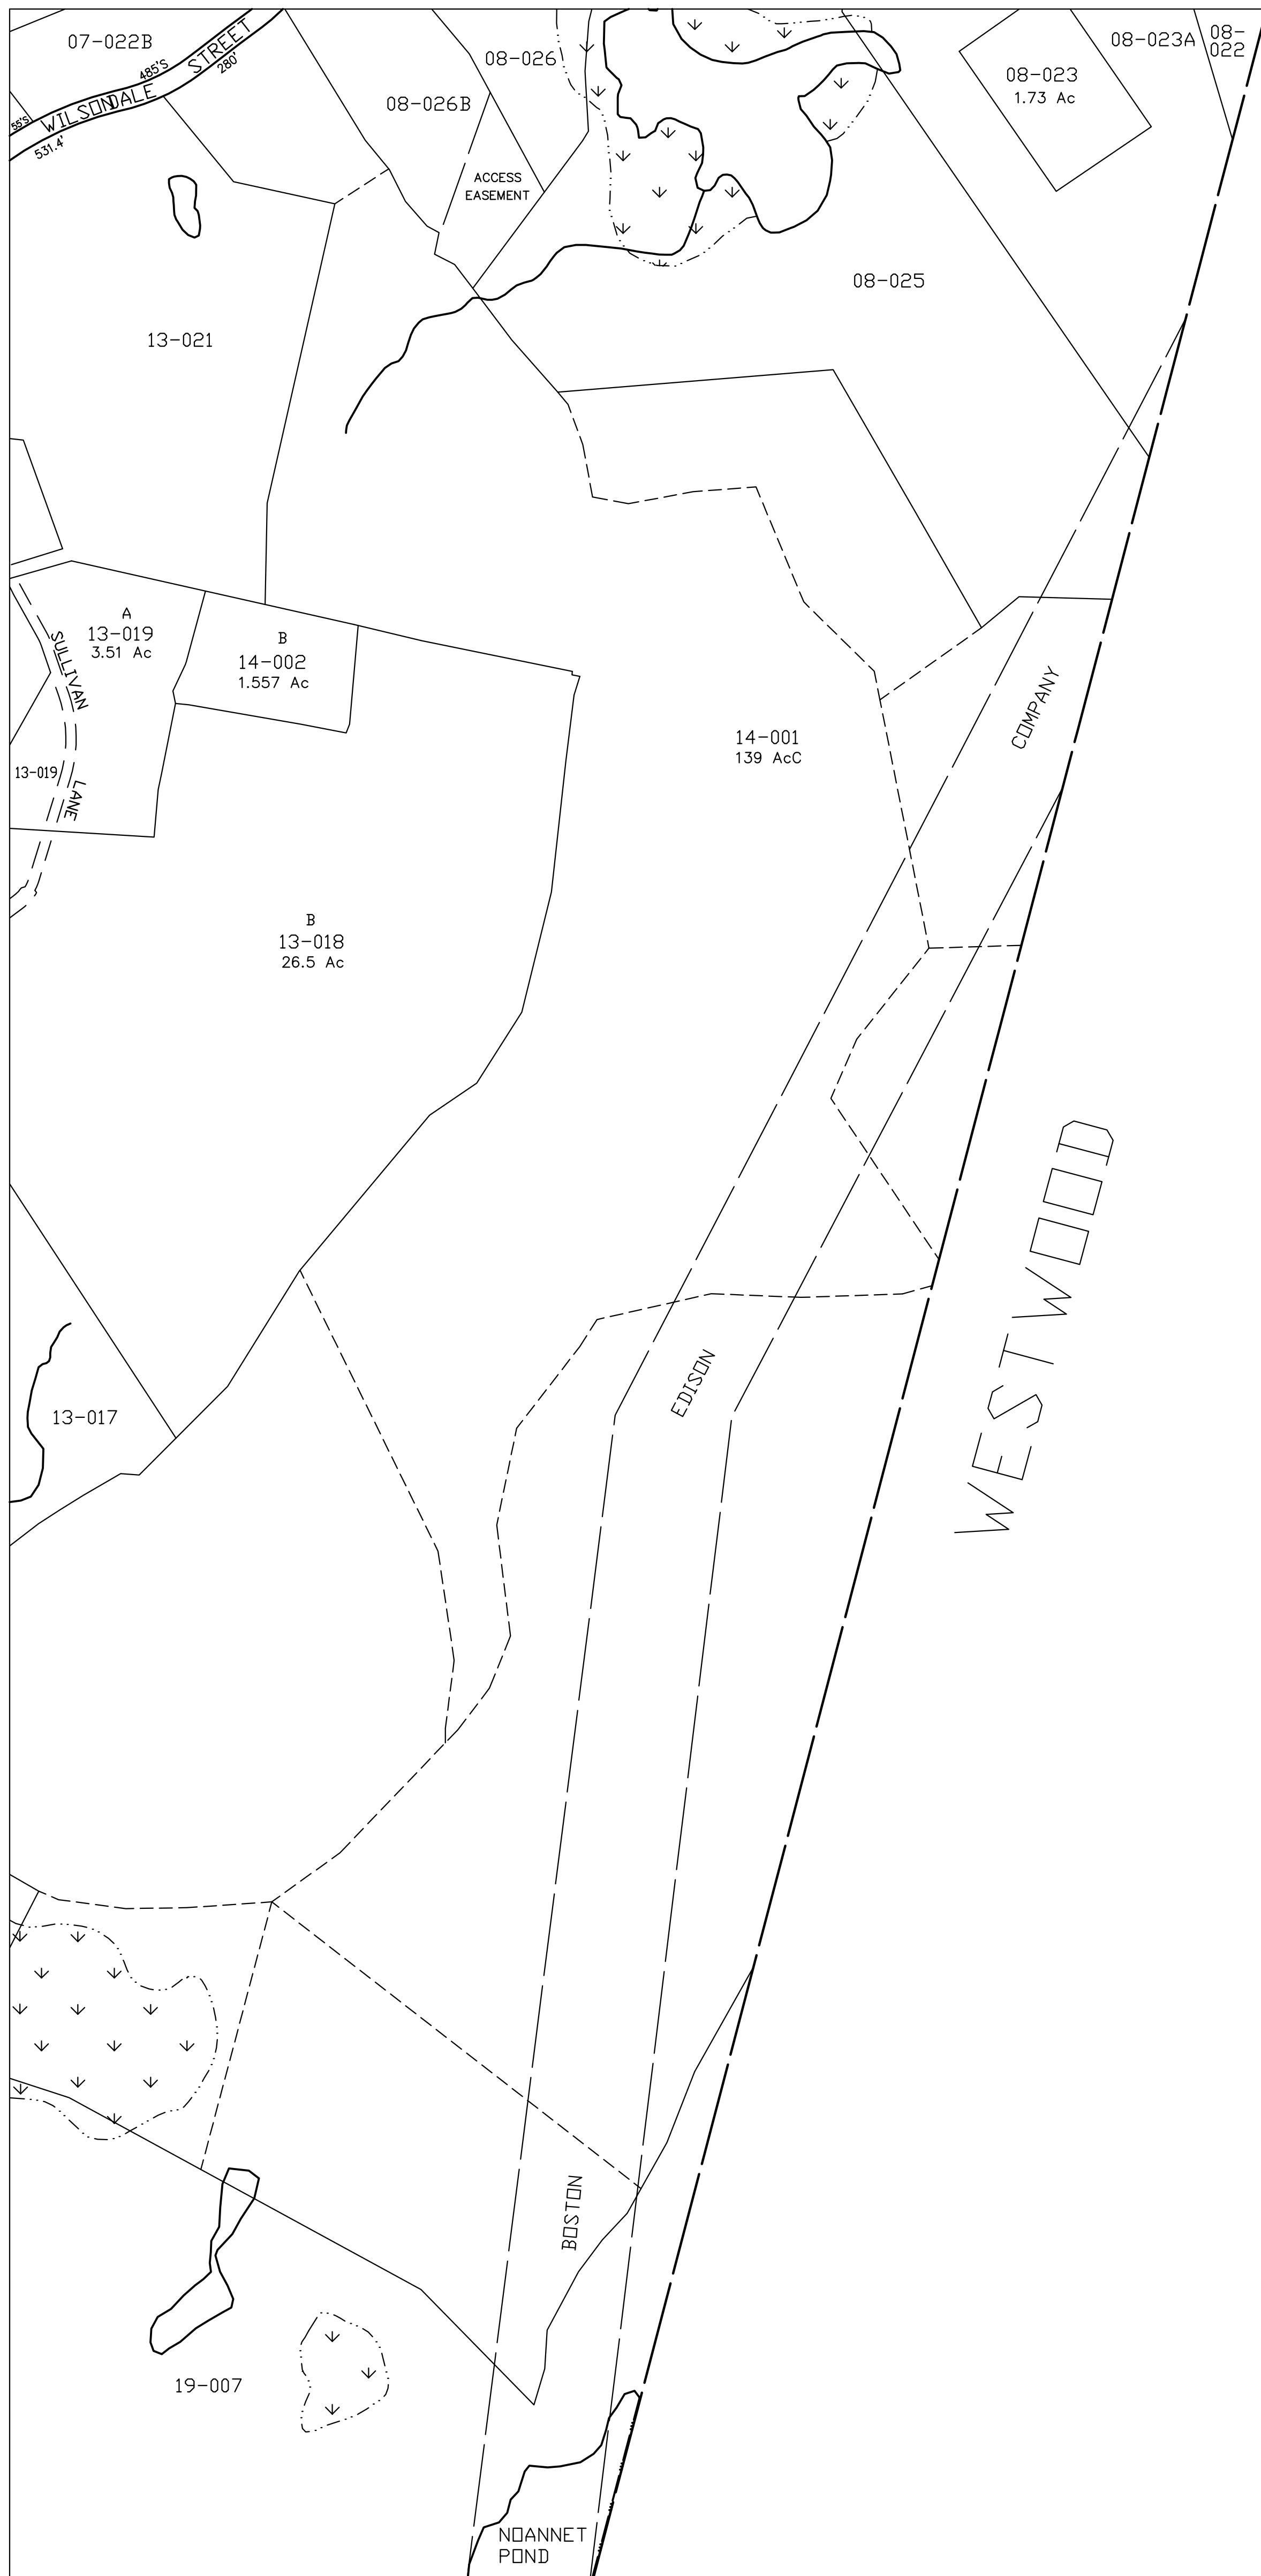 07-022B
WILSONDALE STREET
485'S
280'
55'S
531.4'
08-026
08-026B
ACCESS
EASEMENT
08-023
1.73 Ac
08-023A
08-
022
08-025
13-021
A
13-019
3.51 Ac
B
14-002
1.557 Ac
SULLIVAN
LANE
13-019
14-001
139 AcC
COMPANY
B
13-018
26.5 Ac
WESTWOOD
EDISON
13-017
BOSTON
19-007
NOANNET
POND